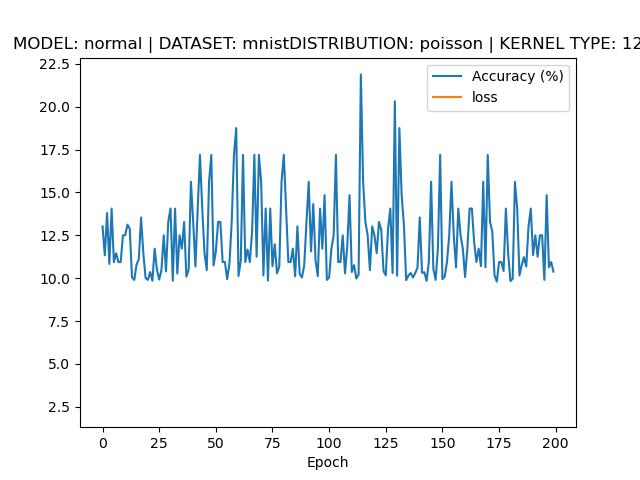 MODEL: normal | DATASET: mnistDISTRIBUTION: poisson | KERNEL TYPE: 12
22.5
20.0
17.5
15.0
12.5
10.0
7.5
5.0
2.5
Accuracy (%)
loss
0 25 50 75 100 125 150 175 200
Epoch